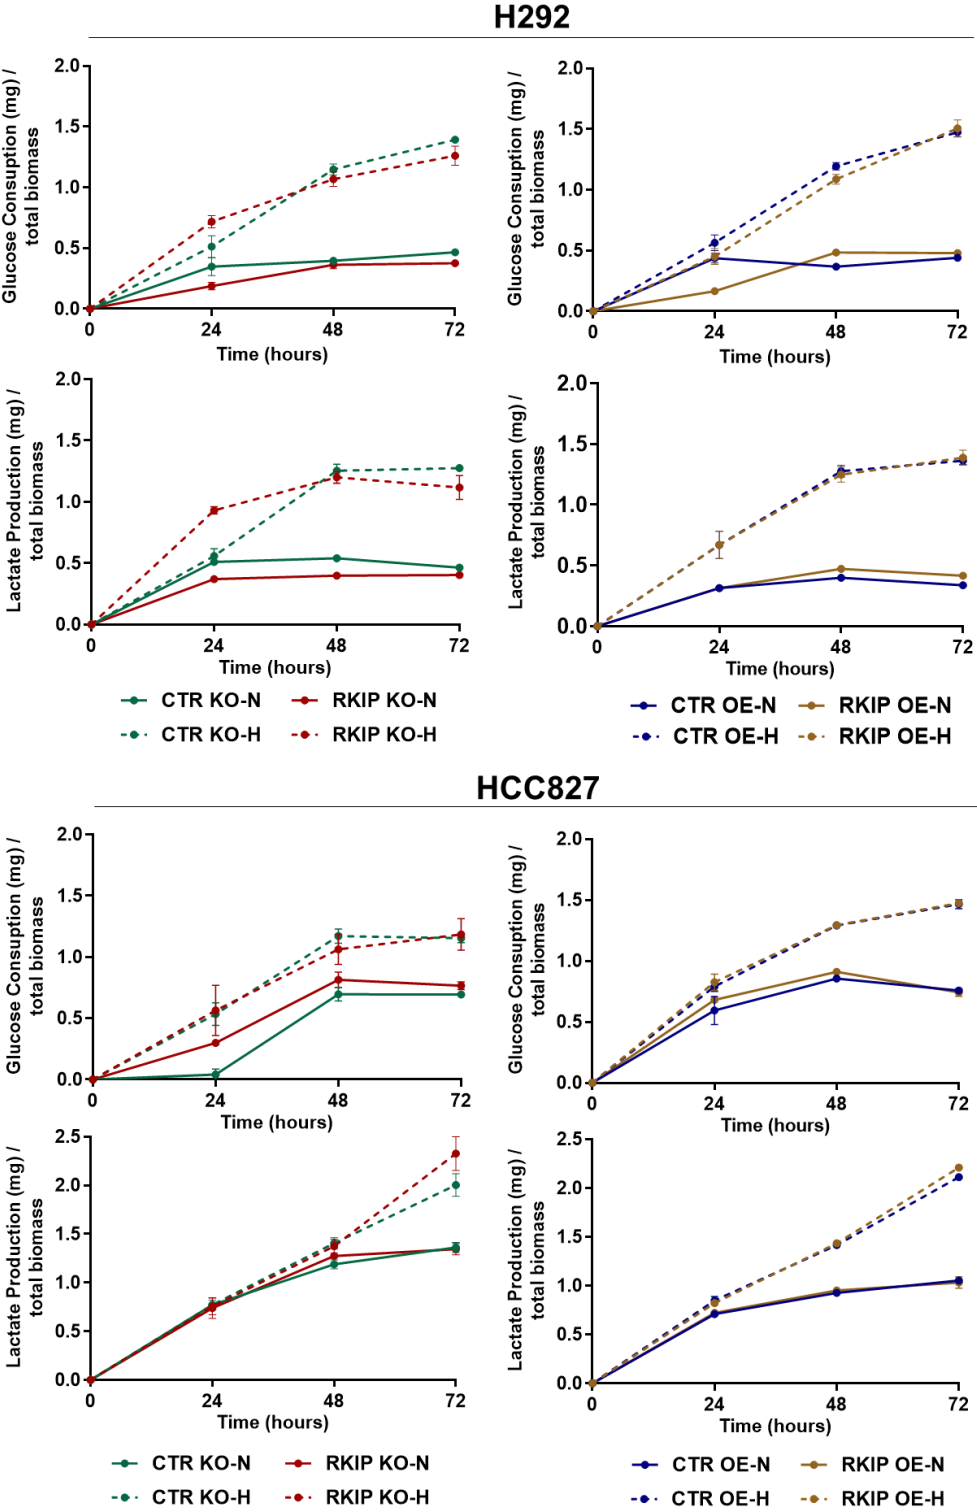 H292
Glucose Consuption (mg) /
total biomass
2.0
1.5
1.0
0.5
0.0
0 24 48 72
Time (hours)
Glucose Consuption (mg) /
total biomass
2.0
1.5
1.0
0.5
0.0
0 24 48 72
Time (hours)
Lactate Production (mg) /
total biomass
2.0
1.5
1.0
0.5
0.0
0 24 48 72
Time (hours)
Lactate Production (mg) /
total biomass
2.0
1.5
1.0
0.5
0.0
0 24 48 72
Time (hours)
CTR KO-N RKIP KO-N
CTR KO-H RKIP KO-H
CTR OE-N RKIP OE-N
CTR OE-H RKIP OE-H
HCC827
Glucose Consuption (mg) /
total biomass
2.0
1.5
1.0
0.5
0.0
0 24 48 72
Time (hours)
Glucose Consuption (mg) /
total biomass
2.0
1.5
1.0
0.5
0.0
0 24 48 72
Time (hours)
Lactate Production (mg) /
total biomass
2.5
2.0
1.5
1.0
0.5
0.0
0 24 48 72
Time (hours)
Lactate Production (mg) /
total biomass
2.5
2.0
1.5
1.0
0.5
0.0
0 24 48 72
Time (hours)
CTR KO-N RKIP KO-N
CTR KO-H RKIP KO-H
CTR OE-N RKIP OE-N
CTR OE-H RKIP OE-H